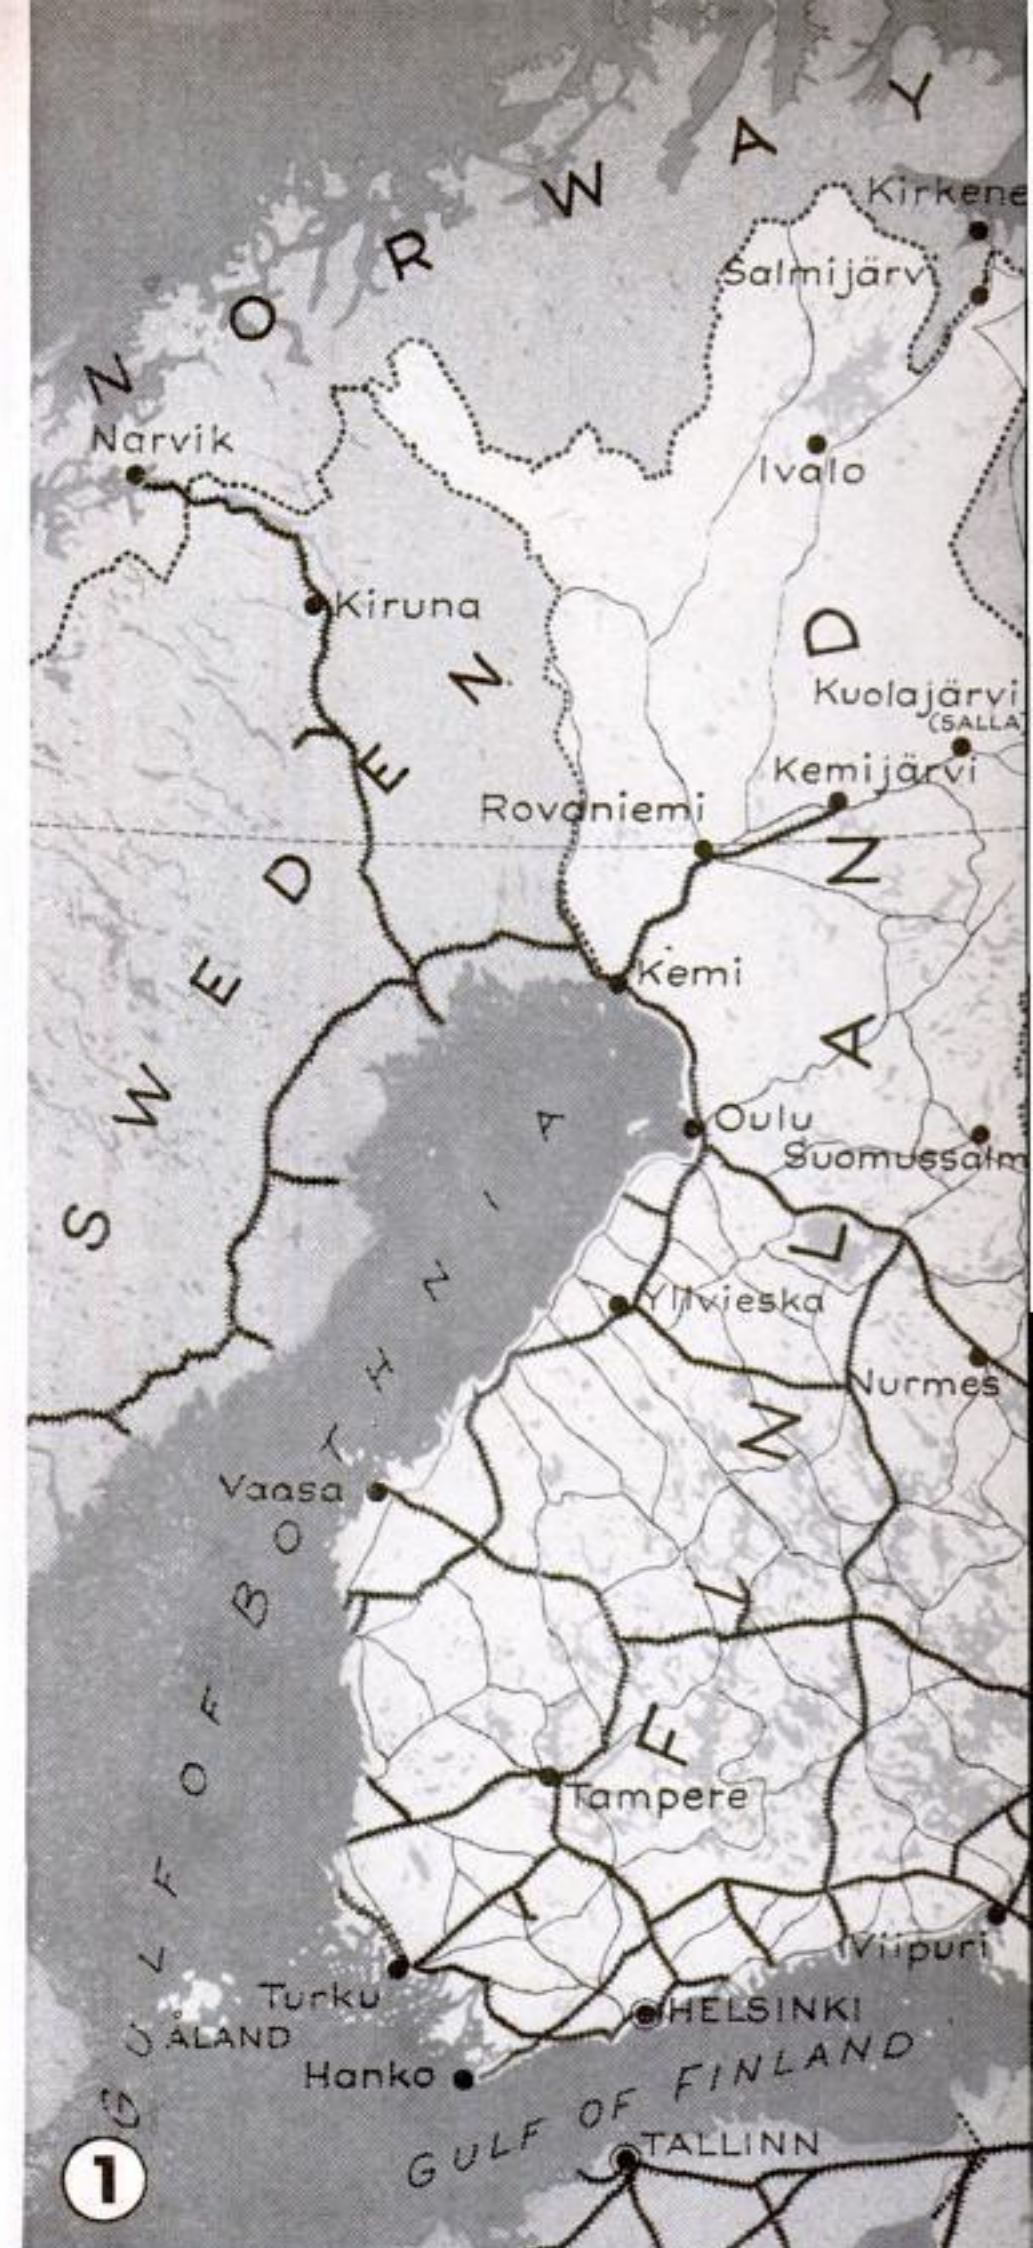 NORWAY
Kirkene
Salmijärvi
Narvik
Ivalo
Kiruna
SWEDEN
Kuolajärvi
(SALLA)
Kemijärvi
Rovaniemi
Kemi
Oulu
Suomussalm
Ylivieska
Nurmes
Vaasa
GULF OF BOTHNIA
FINLAND
Tampere
Viipuri
Turku
HELSINKI
ÅLAND
Hanko
GULF OF FINLAND
TALLINN
1